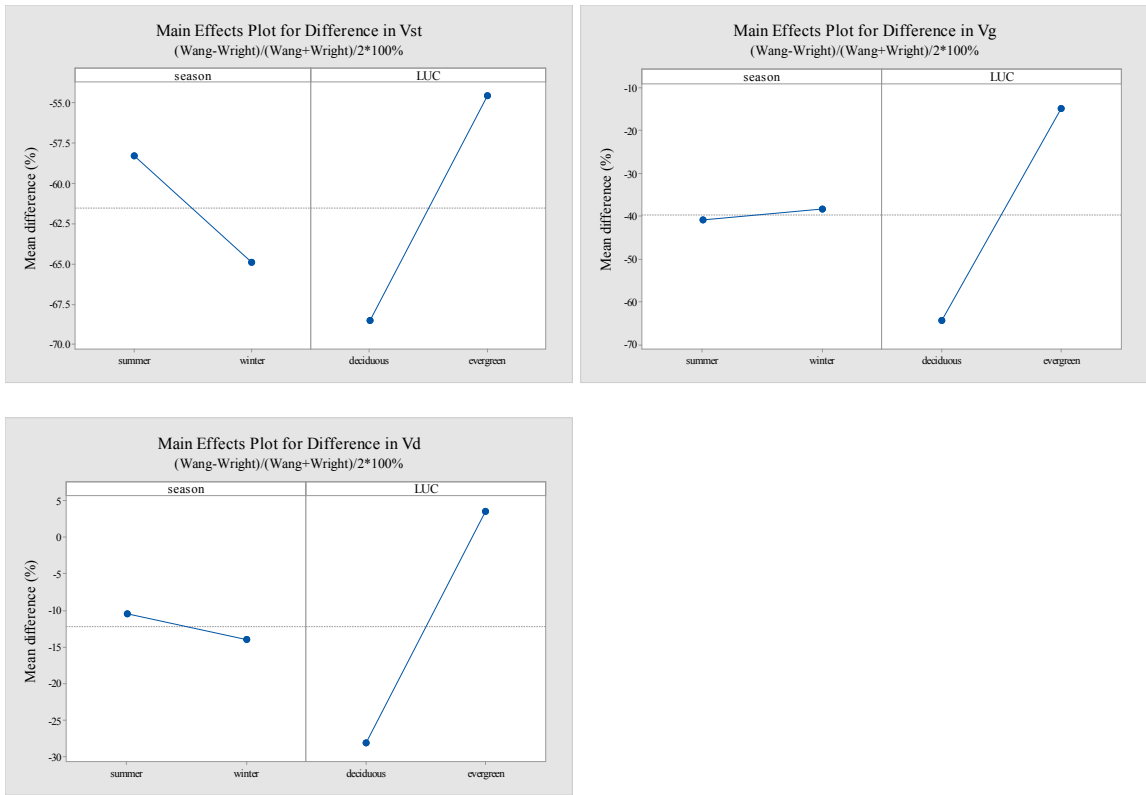 Main Effects Plot for Difference in Vst
(Wang-Wright)/(Wang+Wright)/2*100%
season LUC
Mean difference (%)
-55.0
-57.5
-60.0
-62.5
-65.0
-67.5
-70.0
summer winter deciduous evergreen
Main Effects Plot for Difference in Vg
(Wang-Wright)/(Wang+Wright)/2*100%
season LUC
Mean difference (%)
-10
-20
-30
-40
-50
-60
-70
summer winter deciduous evergreen
Main Effects Plot for Difference in Vd
(Wang-Wright)/(Wang+Wright)/2*100%
season LUC
Mean difference (%)
5
0
-5
-10
-15
-20
-25
-30
summer winter deciduous evergreen